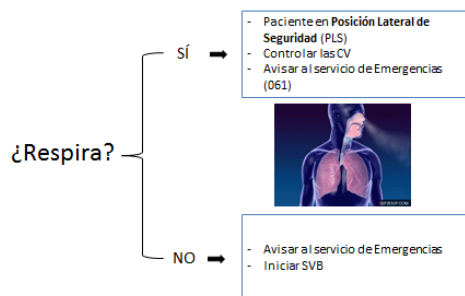 - Paciente en Posición Lateral de
Seguridad (PLS)
- Controlar las CV
- Avisar al servicio de Emergencias
(061)
SÍ
¿Respira?
NO
- Avisar al servicio de Emergencias
- Iniciar SVB